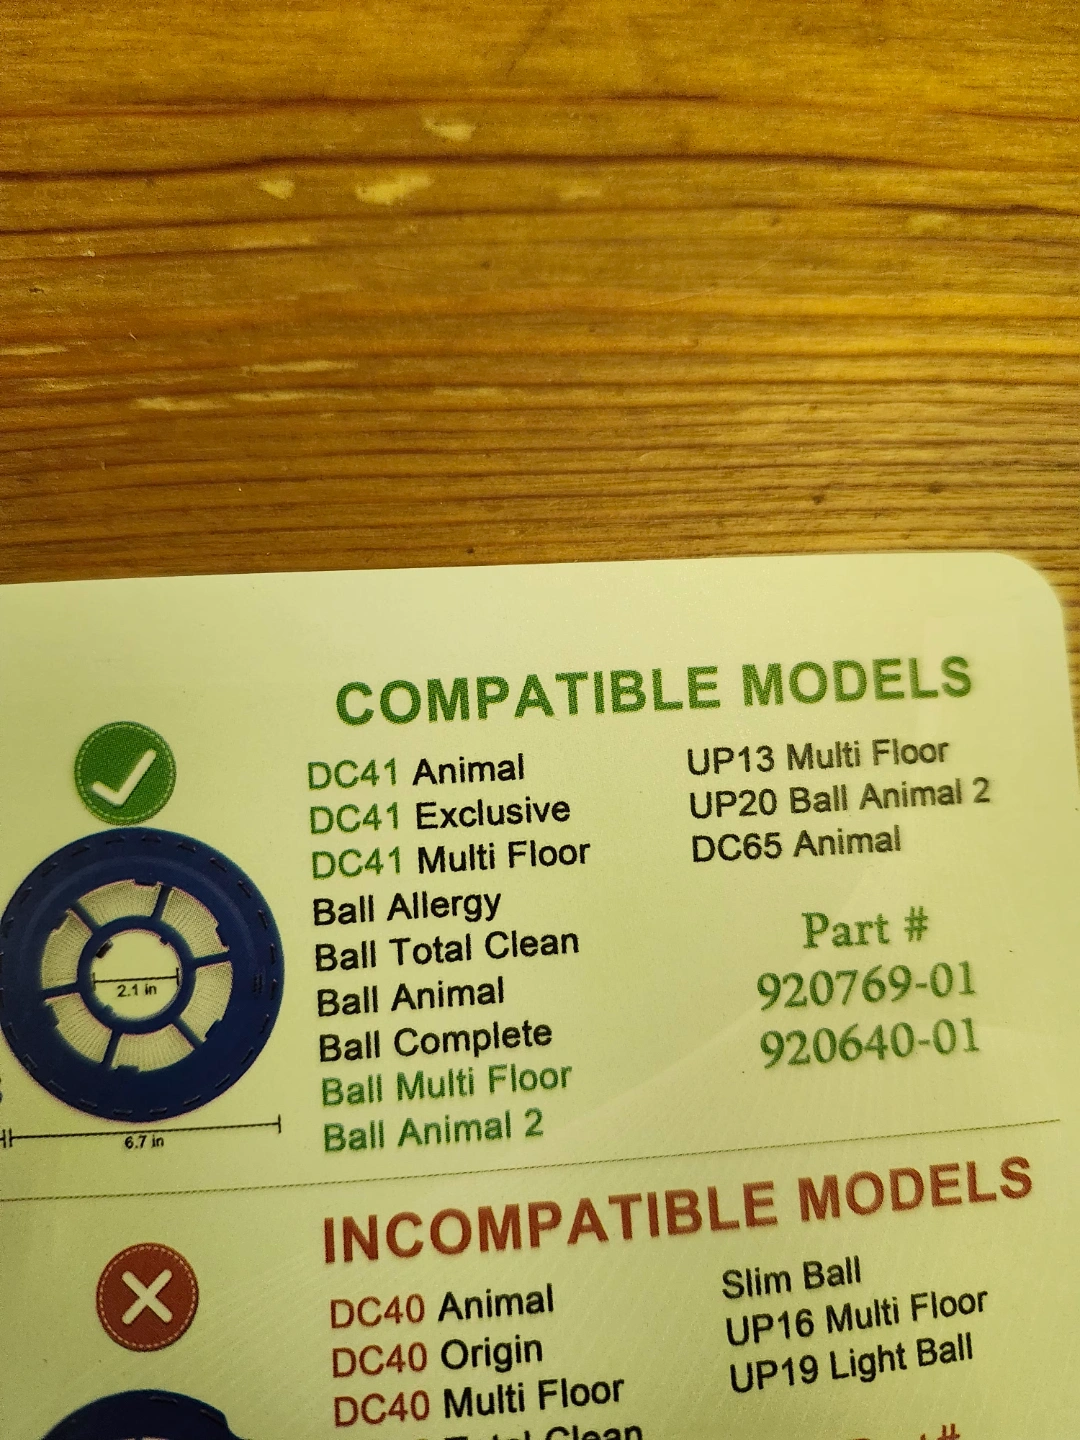 COMPATIBLE MODELS
DC41 Animal
DC41 Exclusive
DC41 Multi Floor
Ball Allergy
Ball Total Clean
Ball Animal
Ball Complete
Ball Multi Floor
Ball Animal 2
UP13 Multi Floor
UP20 Ball Animal 2
DC65 Animal
Part #
920769-01
920640-01
2.1 in
6.7 in
INCOMPATIBLE MODELS
DC40 Animal
DC40 Origin
DC40 Multi Floor
Total Clean
Slim Ball
UP16 Multi Floor
UP19 Light Ball